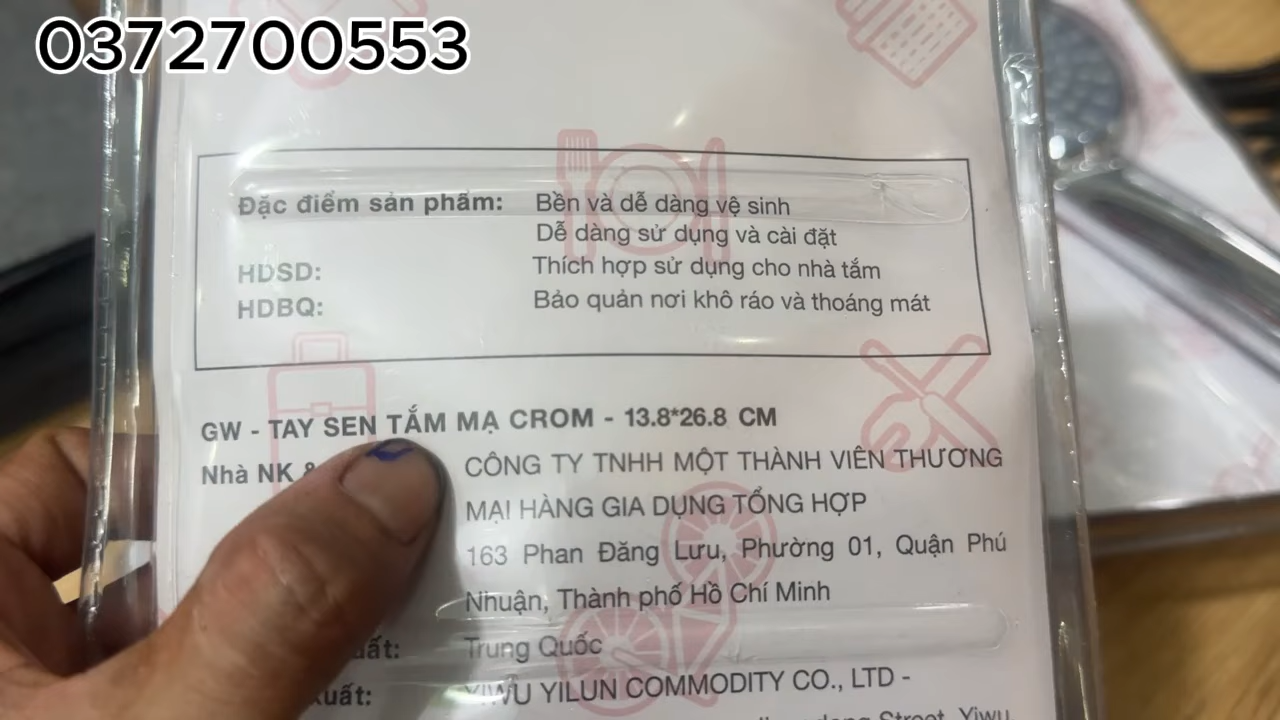 0372700553
Đặc điểm sản phẩm: Bền và dễ dàng vệ sinh
Dễ dàng sử dụng và cài đặt
HDSD: Thích hợp sử dụng cho nhà tắm
HDBQ: Bảo quản nơi khô ráo và thoáng mát
GW - TAY SEN TẮM MẠ CROM - 13.8*26.8 CM
Nhà NK & CÔNG TY TNHH MỘT THÀNH VIÊN THƯƠNG
MẠI HÀNG GIA DỤNG TỔNG HỢP
163 Phan Đăng Lưu, Phường 01, Quận Phú
Nhuận, Thành phố Hồ Chí Minh
Trung Quốc
YIWU YILUN COMMODITY CO., LTD -
Street, Yiwu